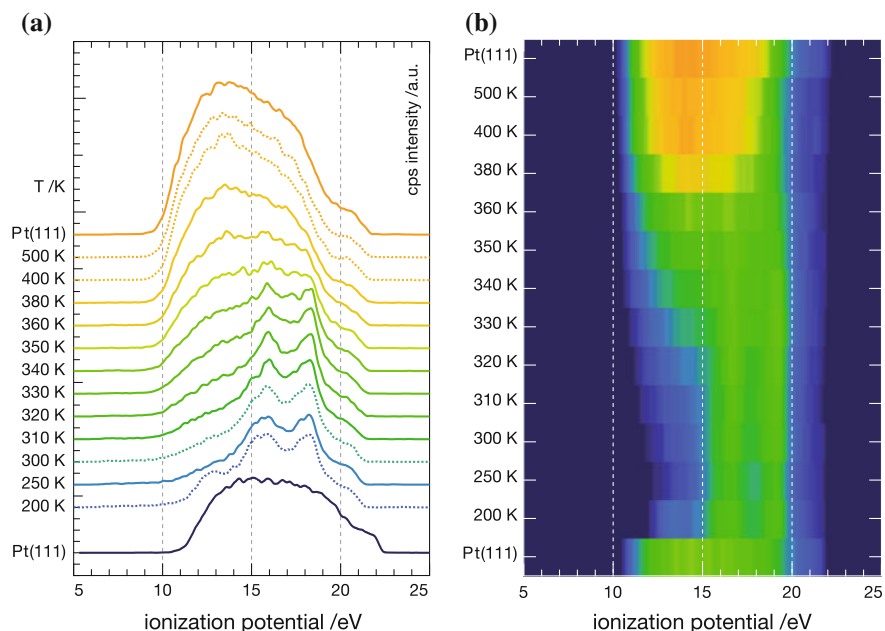 (a)
(b)
cps intensity /a.u.
T /K
Pt(111)
500 K
400 K
380 K
360 K
350 K
340 K
330 K
320 K
310 K
300 K
250 K
200 K
Pt(111)
5 10 15 20 25
ionization potential /eV
Pt(111)
500 K
400 K
380 K
360 K
350 K
340 K
330 K
320 K
310 K
300 K
250 K
200 K
Pt(111)
5 10 15 20 25
ionization potential /eV